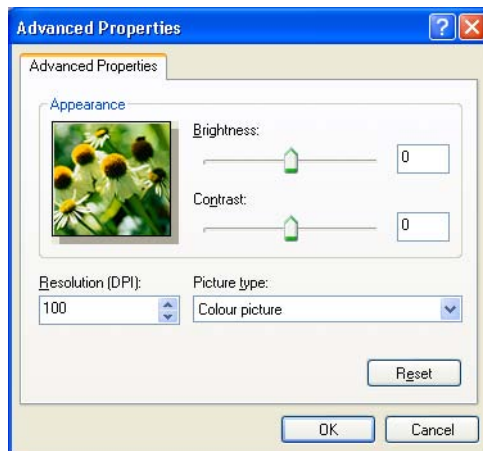 Advanced Properties
Advanced Properties
Appearance
Brightness:
0
Contrast:
0
Resolution (DPI):
Picture type:
100
Colour picture
Reset
OK
Cancel